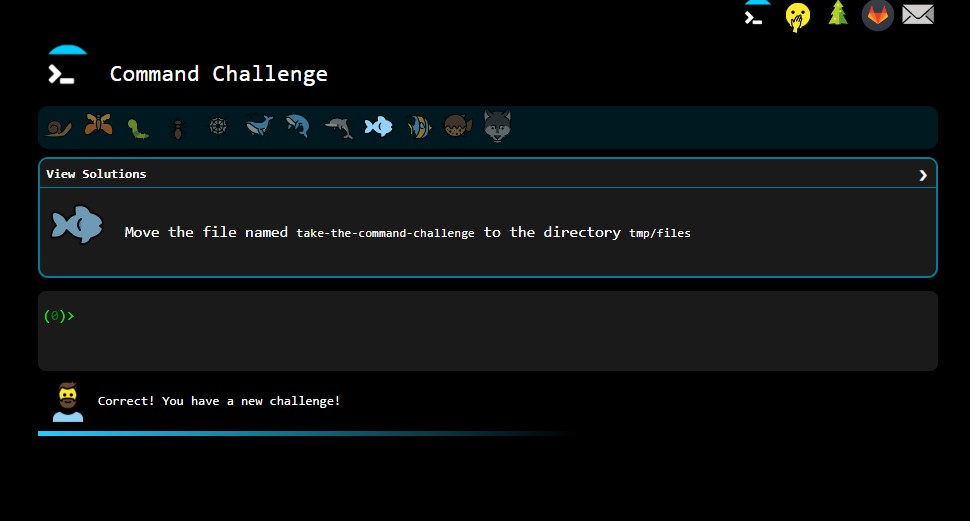 Command Challenge
View Solutions
Move the file named take-the-command-challenge to the directory tmp/files
(0)>
Correct! You have a new challenge!